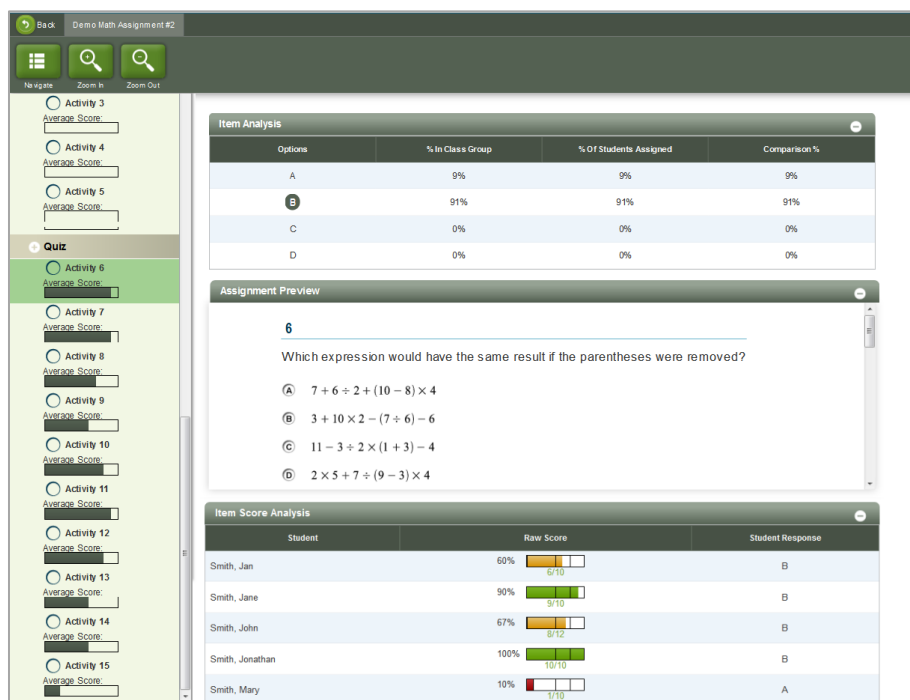 Back Demo Math Assignment #2
Navigate Zoom In Zoom Out
Activity 3
Average Score:
Activity 4
Average Score:
Activity 5
Average Score:
Quiz
Activity 6
Average Score:
Activity 7
Average Score:
Activity 8
Average Score:
Activity 9
Average Score:
Activity 10
Average Score:
Activity 11
Average Score:
Activity 12
Average Score:
Activity 13
Average Score:
Activity 14
Average Score:
Activity 15
Average Score:
Item Analysis
Options % In Class Group % Of Students Assigned Comparison %
A 9% 9% 9%
B 91% 91% 91%
C 0% 0% 0%
D 0% 0% 0%
Assignment Preview
6
Which expression would have the same result if the parentheses were removed?
A 7 + 6 ÷ 2 + (10 − 8) × 4
B 3 + 10 × 2 − (7 ÷ 6) − 6
C 11 − 3 ÷ 2 × (1 + 3) − 4
D 2 × 5 + 7 ÷ (9 − 3) × 4
Item Score Analysis
Student Raw Score Student Response
Smith, Jan 60% 6/10 B
Smith, Jane 90% 9/10 B
Smith, John 67% 8/12 B
Smith, Jonathan 100% 10/10 B
Smith, Mary 10% 1/10 A